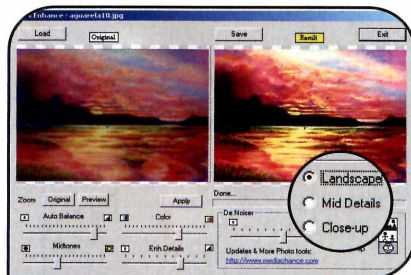 Enhance - aguarela10.jpg
Load
Original
Save
Result
Exit
Zoom
Original
Preview
Apply
Done...
Landscape
Mid Details
Close-up
Auto Balance
Color
De Noiser
Midtones
Enh.Details
Updates & More Photo tools:
http://www.mediachance.com